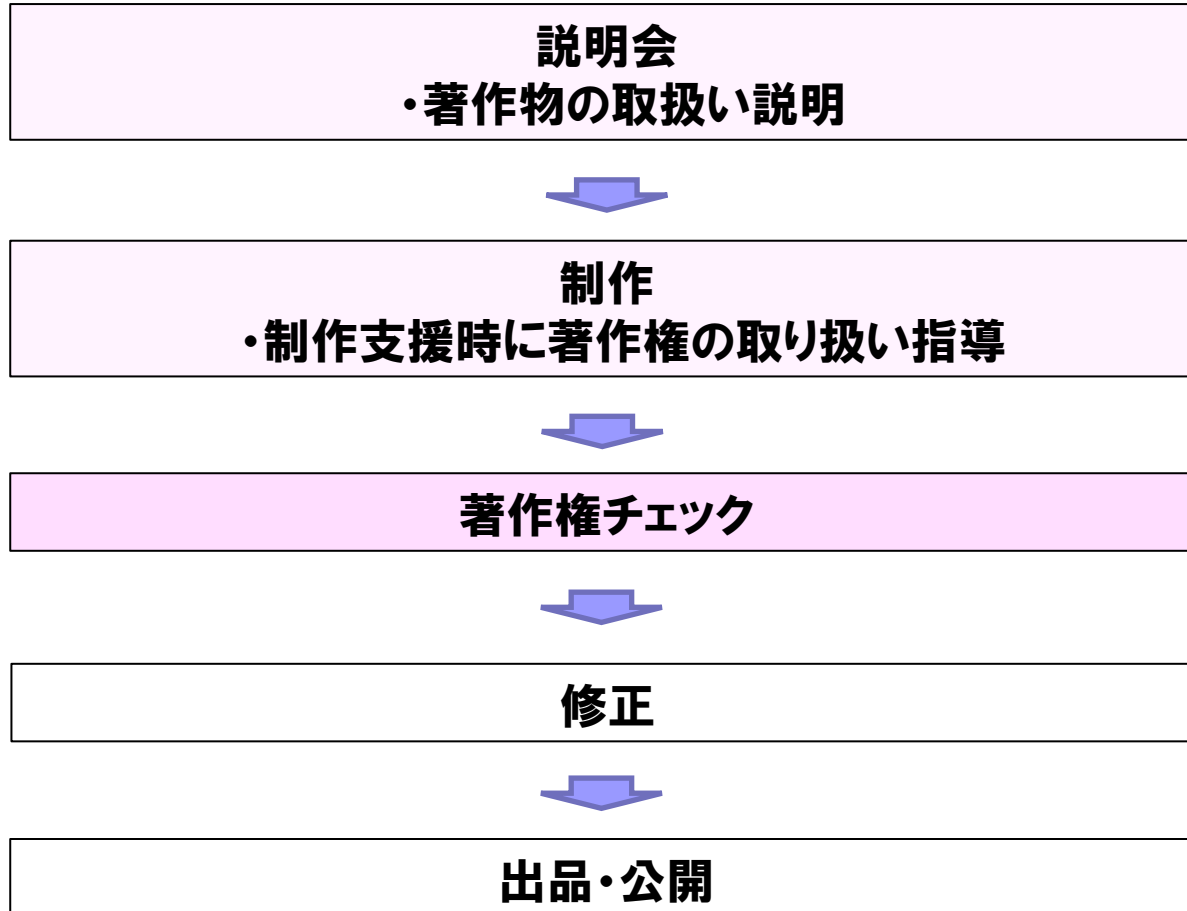 説明会
・著作物の取扱い説明
制作
・制作支援時に著作権の取り扱い指導
著作権チェック
修正
出品・公開